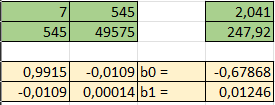 7 545 2,041
545 49575 247,92
0,9915 -0,0109 b0 = -0,67868
-0,0109 0,00014 b1 = 0,01246